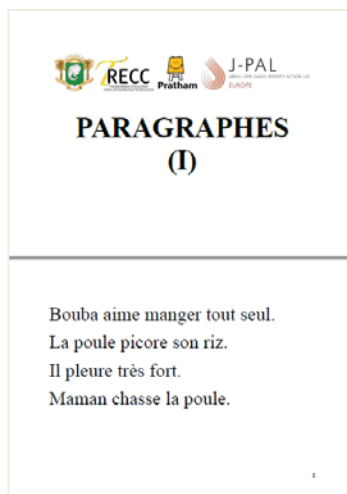 TRECC
Pratham
J-PAL
EUROPE
PARAGRAPHES
(I)
Bouba aime manger tout seul.
La poule picore son riz.
Il pleure très fort.
Maman chasse la poule.
2